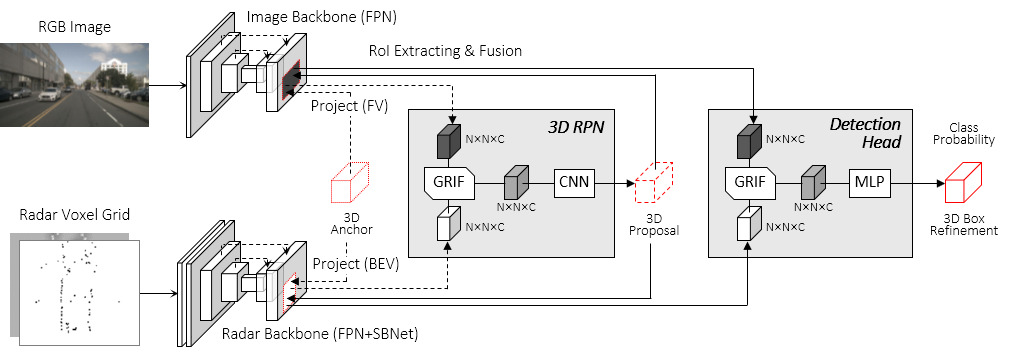 Image Backbone (FPN)
RGB Image
RoI Extracting & Fusion
Project (FV)
3D RPN
N×N×C
GRIF
CNN
N×N×C
N×N×C
3D
Anchor
3D
Proposal
Detection
Head
N×N×C
GRIF
MLP
N×N×C
N×N×C
Class
Probability
3D Box
Refinement
Radar Voxel Grid
Project (BEV)
Radar Backbone (FPN+SBNet)